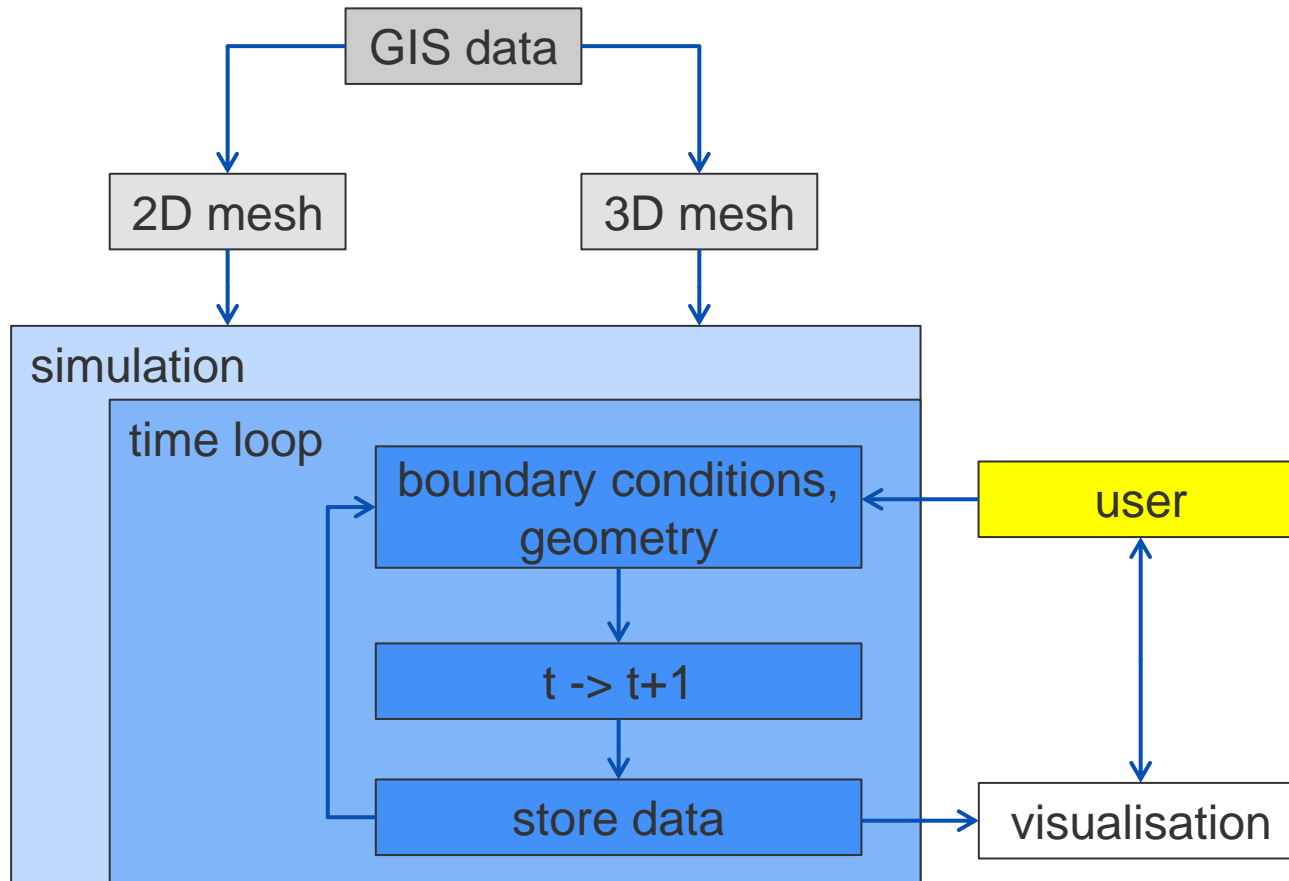 GIS data
2D mesh
3D mesh
simulation
time loop
boundary conditions,
geometry
user
t -> t+1
store data
visualisation